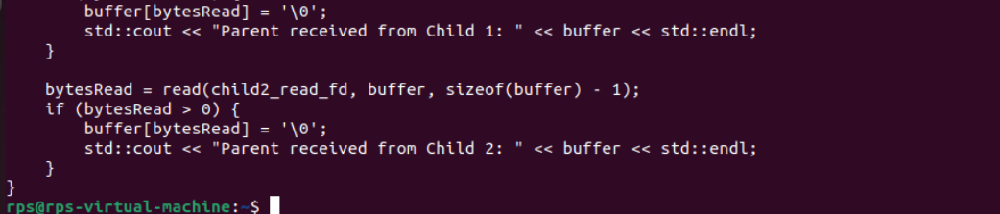 buffer[bytesRead] = '\0';
        std::cout << "Parent received from Child 1: " << buffer << std::endl;
    }

    bytesRead = read(child2_read_fd, buffer, sizeof(buffer) - 1);
    if (bytesRead > 0) {
        buffer[bytesRead] = '\0';
        std::cout << "Parent received from Child 2: " << buffer << std::endl;
    }
}
rps@rps-virtual-machine:~$